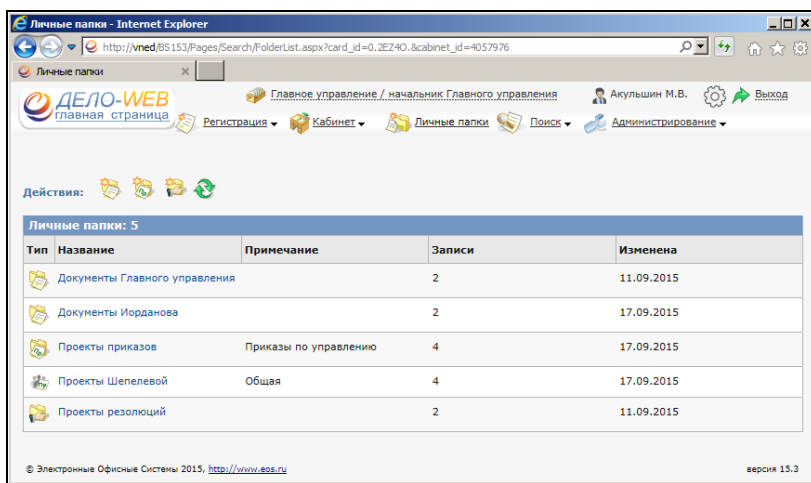 Личные папки - Internet Explorer
http://vned/BS153/Pages/Search/FolderList.aspx?card_id=0.2EZ4O.&cabinet_id=4057976
Личные папки
ДЕЛО-WEB
главная страница
Главное управление / начальник Главного управления
Акульшин М.В.
Выход
Регистрация Кабинет Личные папки Поиск Администрирование
Действия:
Личные папки: 5
Тип Название Примечание Записи Изменена
Документы Главного управления 2 11.09.2015
Документы Иорданова 2 17.09.2015
Пр Проекты приказов Приказы по управлению 4 17.09.2015
Пр Проекты Шепелевой Общая 4 17.09.2015
Проекты резолюций 2 11.09.2015
© Электронные Офисные Системы 2015, http://www.eos.ru версия 15.3